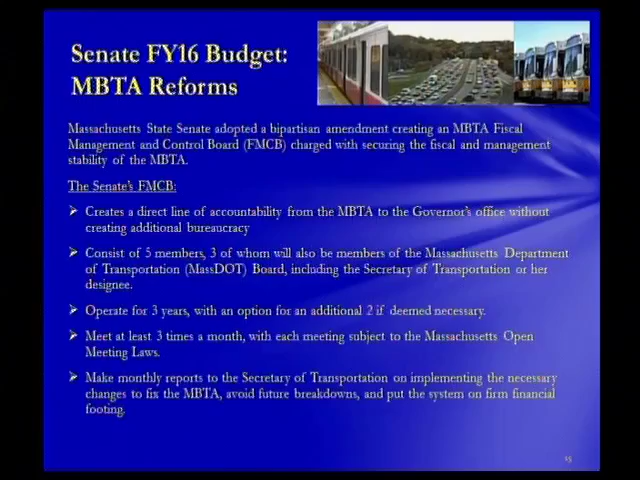 Senate FY16 Budget:
MBTA Reforms
Massachusetts State Senate adopted a bipartisan amendment creating an MBTA Fiscal
Management and Control Board (FMCB) charged with securing the fiscal and management
stability of the MBTA.
The Senate's FMCB:
➢ Creates a direct line of accountability from the MBTA to the Governor's office without
creating additional bureaucracy
➢ Consist of 5 members, 3 of whom will also be members of the Massachusetts Department
of Transportation (MassDOT) Board, including the Secretary of Transportation or her
designee.
➢ Operate for 3 years, with an option for an additional 2 if deemed necessary.
➢ Meet at least 3 times a month, with each meeting subject to the Massachusetts Open
Meeting Laws.
➢ Make monthly reports to the Secretary of Transportation on implementing the necessary
changes to fix the MBTA, avoid future breakdowns, and put the system on firm financial
footing.
15